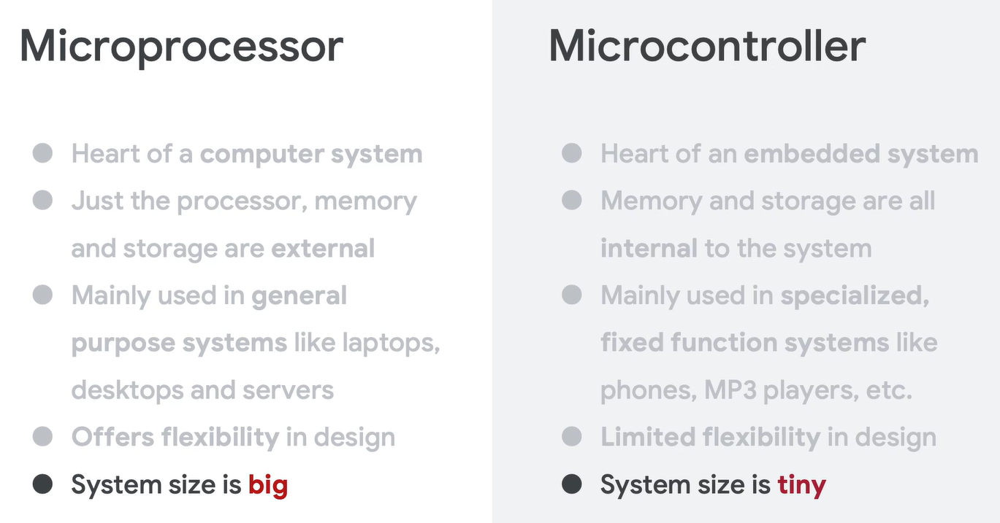 Microprocessor
Heart of a computer system
Just the processor, memory
and storage are external
Mainly used in general
purpose systems like laptops,
desktops and servers
Offers flexibility in design
System size is big
Microcontroller
Heart of an embedded system
Memory and storage are all
internal to the system
Mainly used in specialized,
fixed function systems like
phones, MP3 players, etc.
Limited flexibility in design
System size is tiny